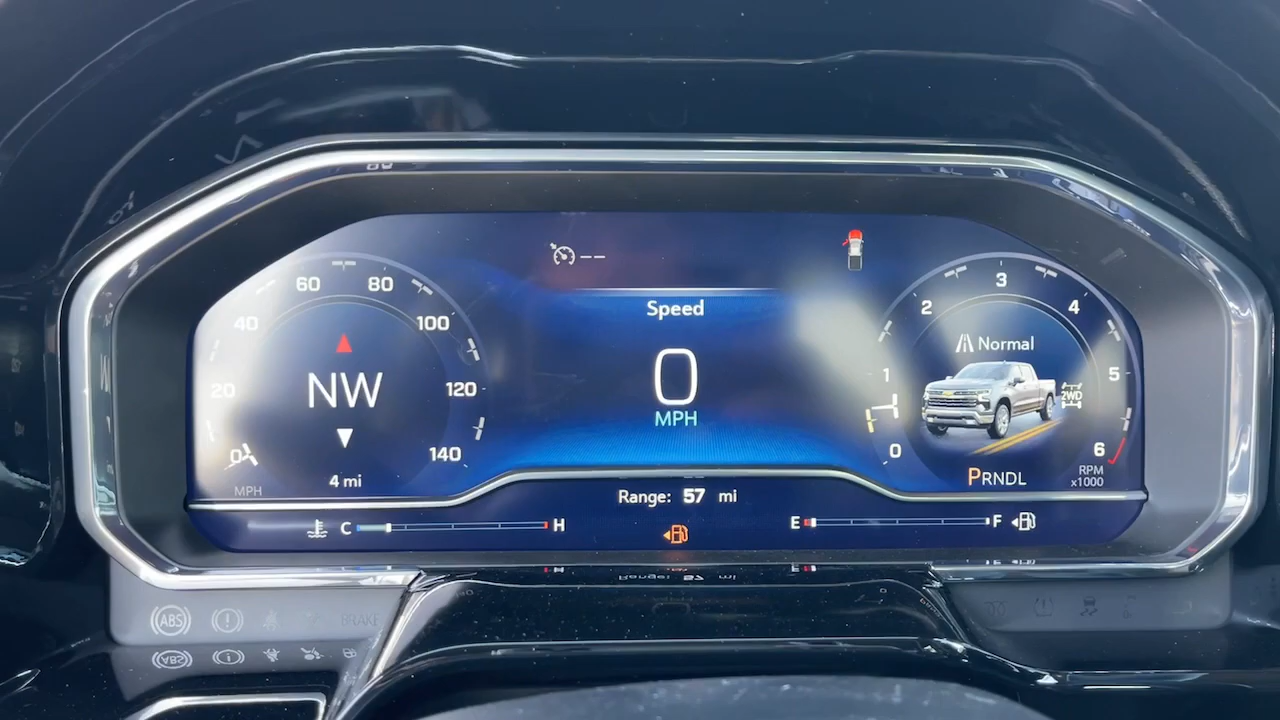 Speed
0
MPH
60 80
40 100
20 120
0 140
MPH
NW
4 mi
3
2 4
1 5
0 6
Normal
2WD
PRNDL
RPM
x1000
Range: 57 mi
C H
E F
ABS
BRAKE